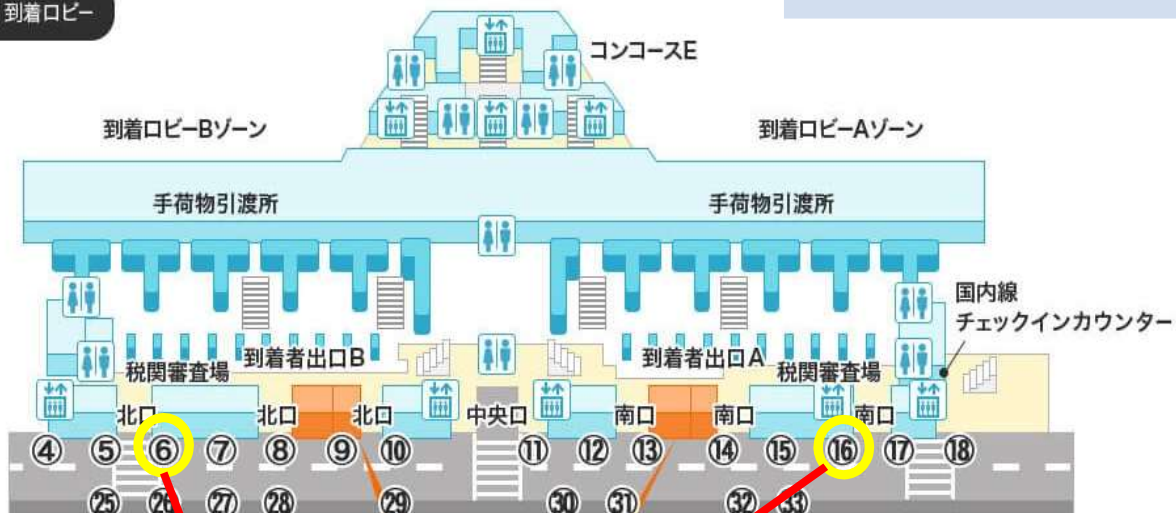 到着ロビー
コンコースE
到着ロビーBゾーン
到着ロビーAゾーン
手荷物引渡所
手荷物引渡所
国内線
チェックインカウンター
到着者出口B
到着者出口A
税関審査場
税関審査場
北口
北口
北口
中央口
南口
南口
南口
④ ⑤ ⑥ ⑦ ⑧ ⑨ ⑩ ⑪ ⑫ ⑬ ⑭ ⑮ ⑯ ⑰ ⑱
㉕ ㉖ ㉗ ㉘ ㉙ ㉚ ㉛ ㉜ ㉝